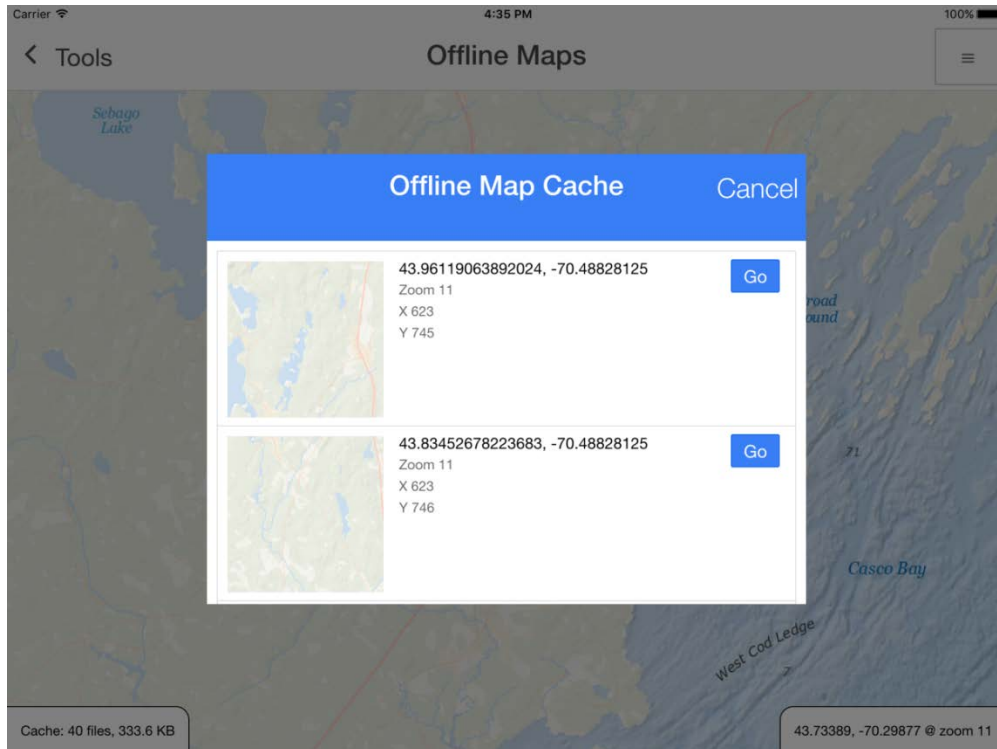 Carrier
4:35 PM
100%
Tools
Offline Maps
Sebago
Lake
Offline Map Cache
Cancel
43.96119063892024, -70.48828125
Go
Zoom 11
X 623
Y 745
road
ound
43.83452678223683, -70.48828125
Go
Zoom 11
X 623
Y 746
71
Casco Bay
West Cod Ledge
7
Cache: 40 files, 333.6 KB
43.73389, -70.29877 @ zoom 11